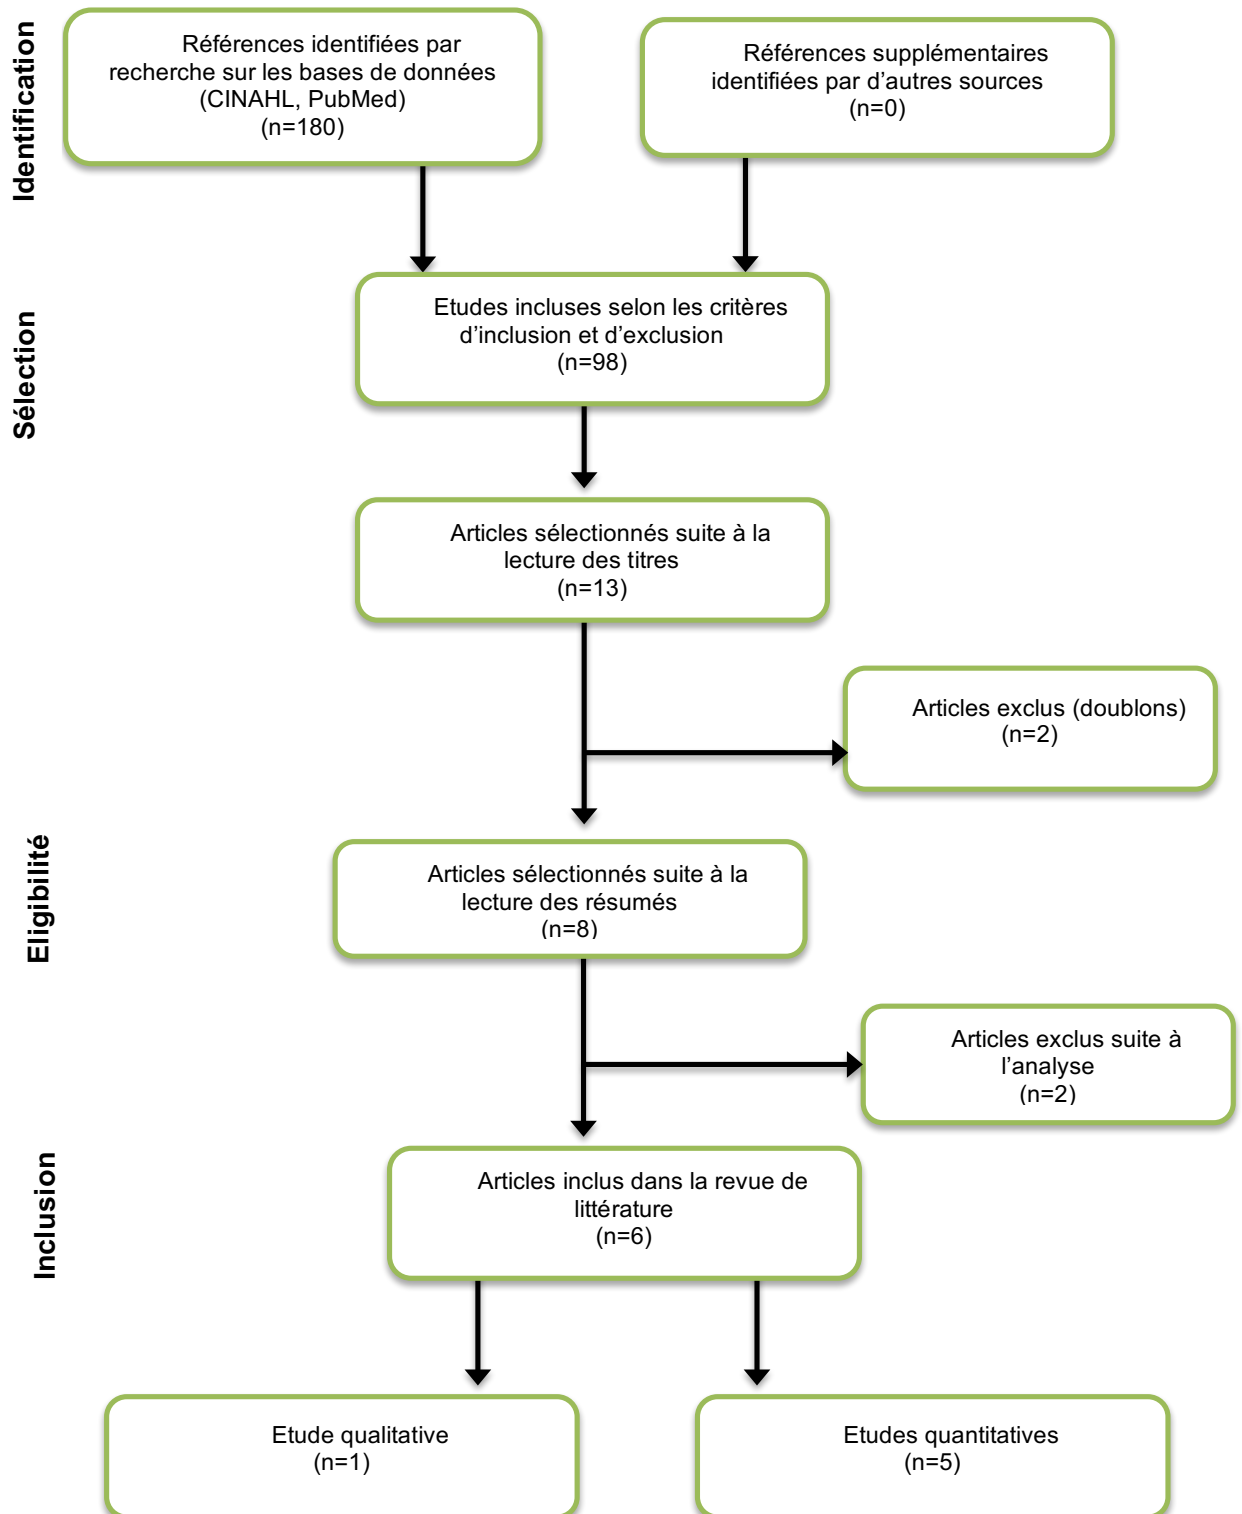 Identification
Références identifiées par
recherche sur les bases de données
(CINAHL, PubMed)
(n=180)
Références supplémentaires
identifiées par d’autres sources
(n=0)
Sélection
Etudes incluses selon les critères
d’inclusion et d’exclusion
(n=98)
Articles sélectionnés suite à la
lecture des titres
(n=13)
Articles exclus (doublons)
(n=2)
Eligibilité
Articles sélectionnés suite à la
lecture des résumés
(n=8)
Articles exclus suite à
l’analyse
(n=2)
Inclusion
Articles inclus dans la revue de
littérature
(n=6)
Etude qualitative
(n=1)
Etudes quantitatives
(n=5)